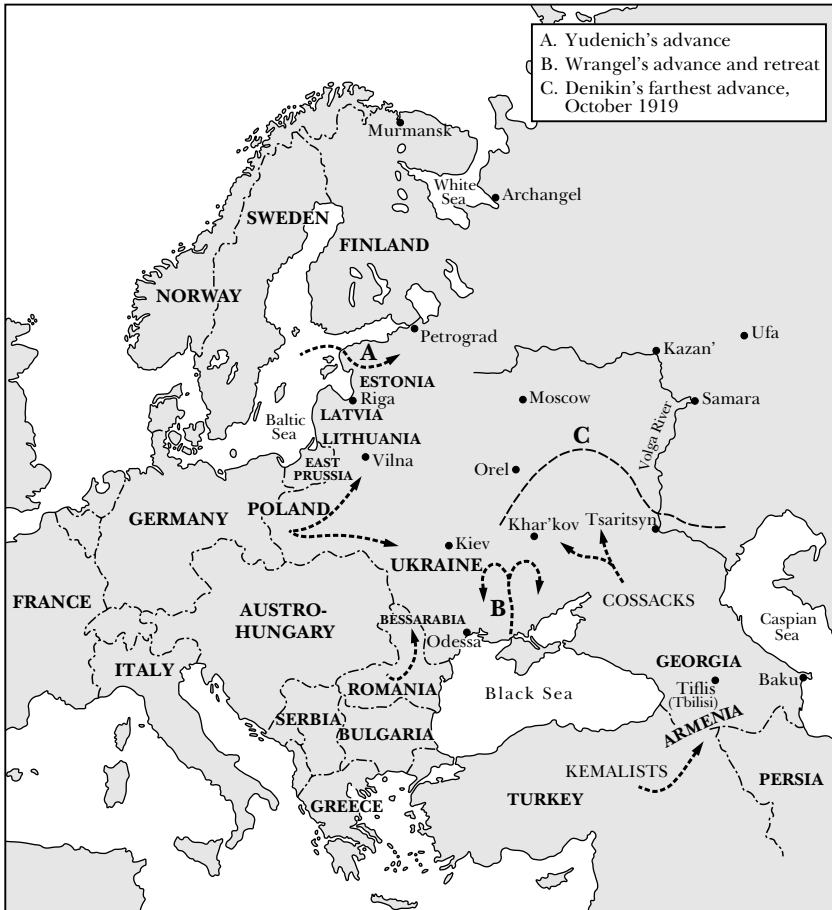 A. Yudenich's advance
B. Wrangel's advance and retreat
C. Denikin's farthest advance,
October 1919
Murmansk
White
Sea
Archangel
SWEDEN
FINLAND
NORWAY
Petrograd
A
Ufa
Kazan'
ESTONIA
Riga
Moscow
Samara
LATVIA
Baltic
Sea
LITHUANIA
Volga River
C
EAST
PRUSSIA
Vilna
Orel
POLAND
GERMANY
Khar'kov
Tsaritsyn
Kiev
UKRAINE
FRANCE
AUSTRO-
HUNGARY
B
COSSACKS
BESSARABIA
Odessa
Caspian
Sea
ITALY
GEORGIA
ROMANIA
Black Sea
Tiflis
(Tbilisi)
Baku
SERBIA
BULGARIA
ARMENIA
KEMALISTS
PERSIA
TURKEY
GREECE